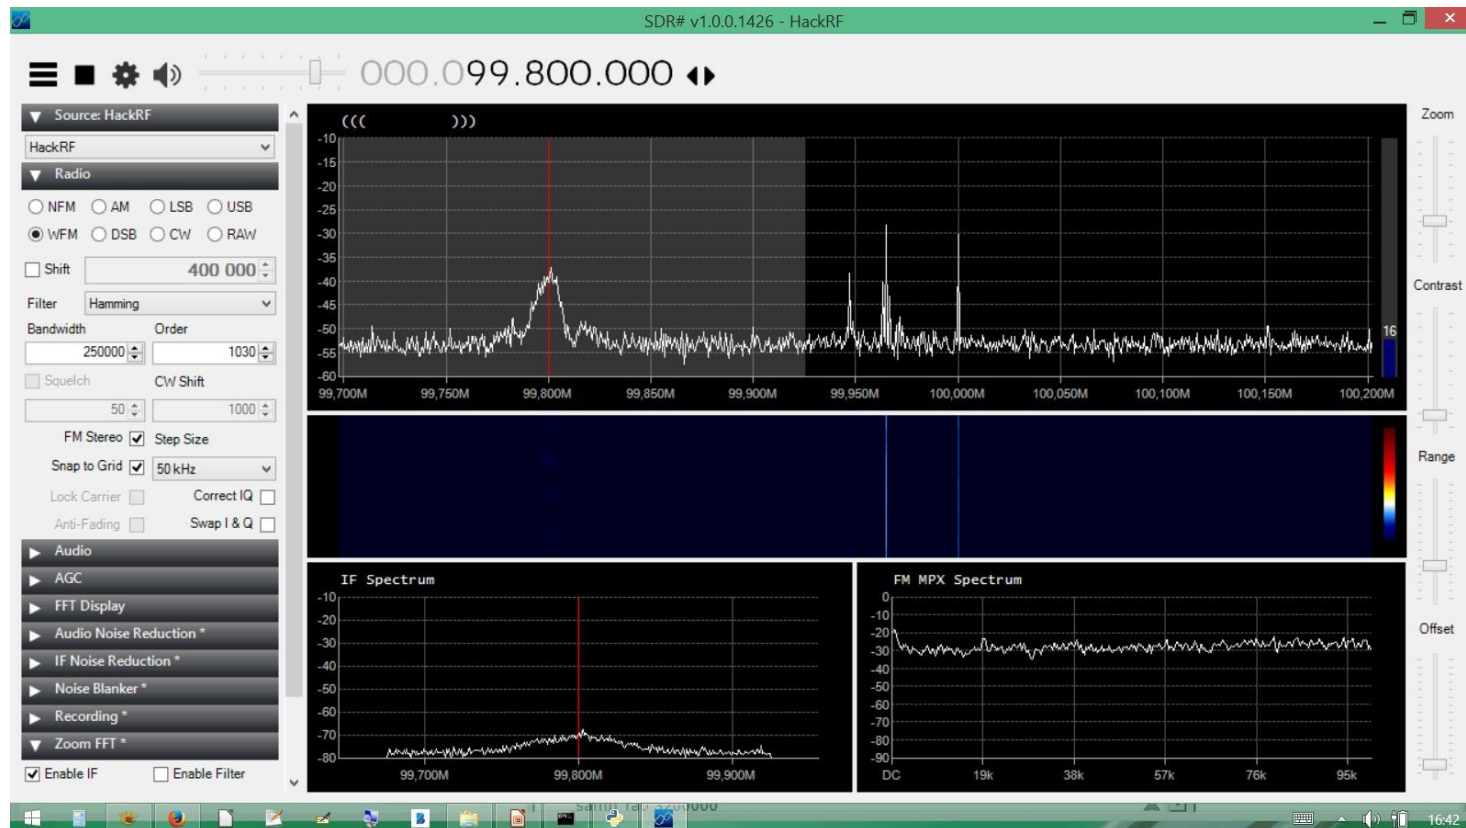 SDR# v1.0.0.1426 - HackRF
000.099.800.000
Source: HackRF
HackRF
Radio
NFM AM LSB USB
WFM DSB CW RAW
Shift 400 000
Filter Hamming
Bandwidth Order
250000 1030
Squelch CW Shift
50 1000
FM Stereo Step Size
Snap to Grid 50 kHz
Lock Carrier Correct IQ
Anti-Fading Swap I & Q
Audio
AGC
FFT Display
Audio Noise Reduction *
IF Noise Reduction *
Noise Blanker *
Recording *
Zoom FFT *
Enable IF Enable Filter
((( )))
-10
-15
-20
-25
-30
-35
-40
-45
-50
-55
-60
16
99,700M 99,750M 99,800M 99,850M 99,900M 99,950M 100,000M 100,050M 100,100M 100,150M 100,200M
IF Spectrum
-10
-20
-30
-40
-50
-60
-70
-80
99,700M 99,800M 99,900M
FM MPX Spectrum
0
-10
-20
-30
-40
-50
-60
-70
-80
-90
DC 19k 38k 57k 76k 95k
Zoom
Contrast
Range
Offset
16:42